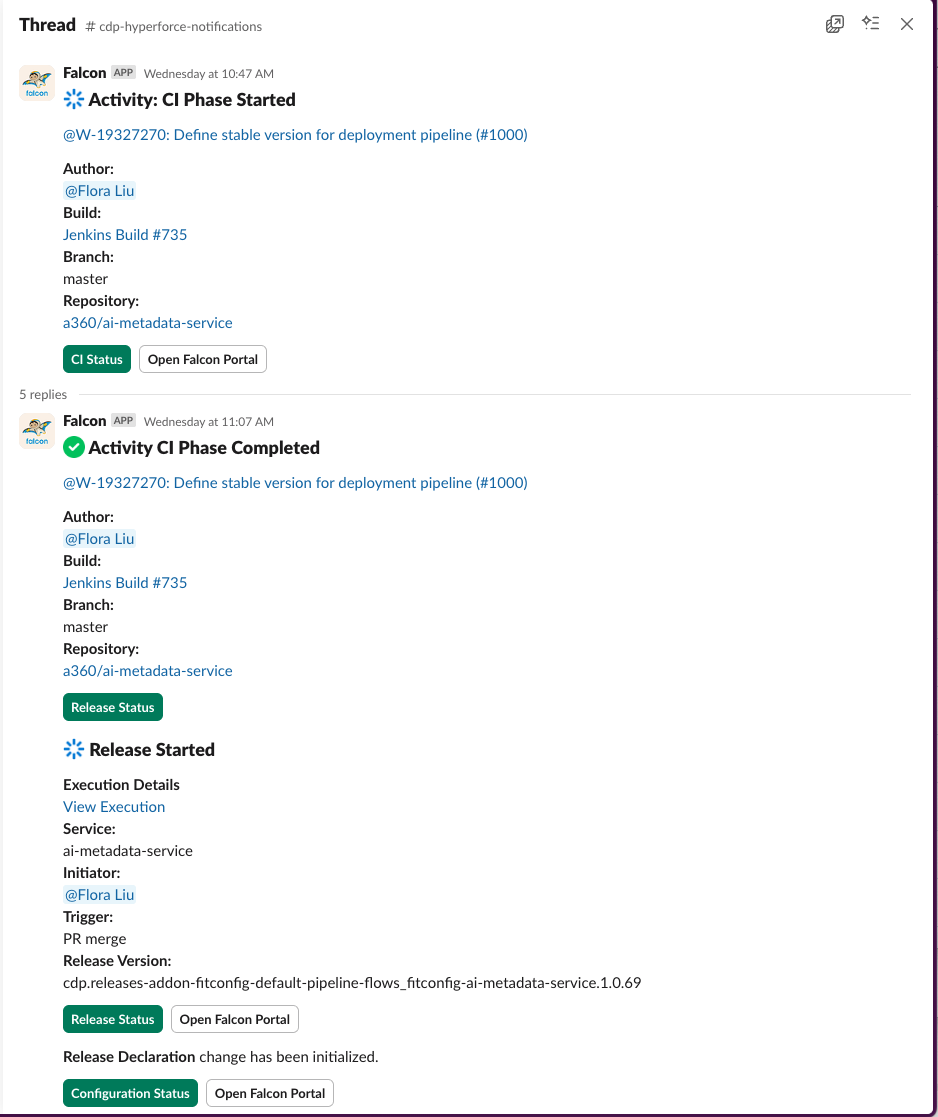 Thread # cdp-hyperforce-notifications
falcon
Falcon APP Wednesday at 10:47 AM
Activity: CI Phase Started
@W-19327270: Define stable version for deployment pipeline (#1000)
Author:
@Flora Liu
Build:
Jenkins Build #735
Branch:
master
Repository:
a360/ai-metadata-service
CI Status Open Falcon Portal
5 replies
falcon
Falcon APP Wednesday at 11:07 AM
Activity CI Phase Completed
@W-19327270: Define stable version for deployment pipeline (#1000)
Author:
@Flora Liu
Build:
Jenkins Build #735
Branch:
master
Repository:
a360/ai-metadata-service
Release Status
Release Started
Execution Details
View Execution
Service:
ai-metadata-service
Initiator:
@Flora Liu
Trigger:
PR merge
Release Version:
cdp.releases-addon-fitconfig-default-pipeline-flows_fitconfig-ai-metadata-service.1.0.69
Release Status Open Falcon Portal
Release Declaration change has been initialized.
Configuration Status Open Falcon Portal